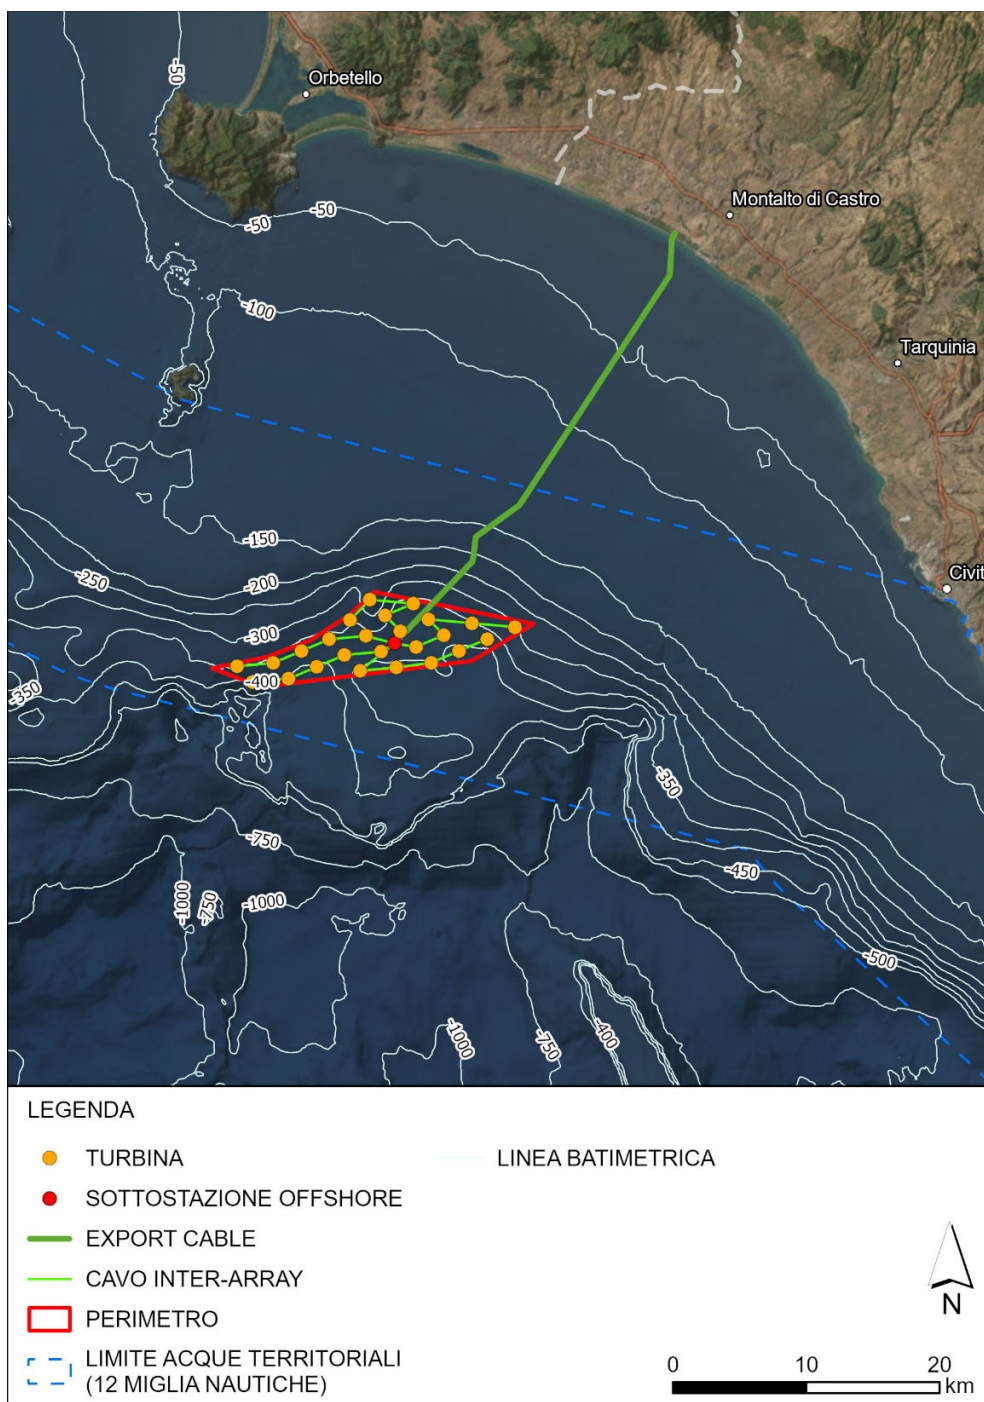 -50
Orbetello
Montalto di Castro
-50
-50
-100
Tarquinia
-150
-250
-200
Civit
-300
-400
-350
-350
-750
-450
-1000
-750
-1000
-500
-1000
-750
-400
LEGENDA
TURBINA
LINEA BATIMETRICA
SOTTOSTAZIONE OFFSHORE
EXPORT CABLE
CAVO INTER-ARRAY
PERIMETRO
LIMITE ACQUE TERRITORIALI
(12 MIGLIA NAUTICHE)
N
0 10 20
km